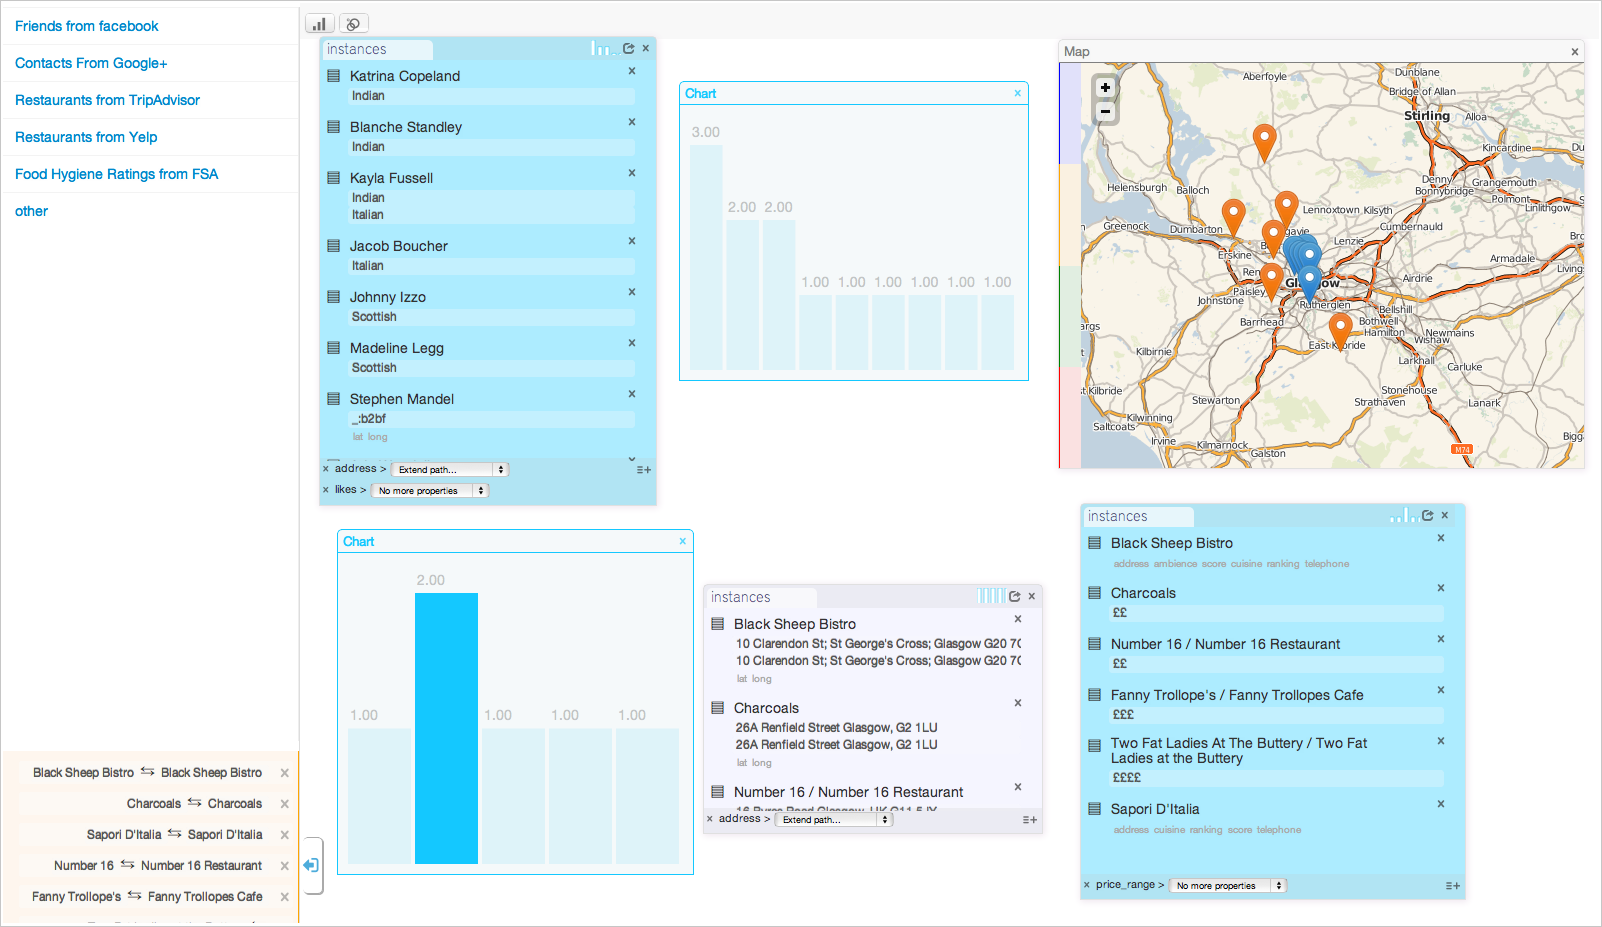 Friends from facebook
Contacts From Google+
Restaurants from TripAdvisor
Restaurants from Yelp
Food Hygiene Ratings from FSA
other
instances
Katrina Copeland
Indian
Blanche Standley
Indian
Kayla Fussell
Indian
Italian
Jacob Boucher
Italian
Johnny Izzo
Scottish
Madeline Legg
Scottish
Stephen Mandel
_:b2bf
lat long
address > Extend path...
likes > No more properties
Chart
3.00
2.00 2.00
1.00 1.00 1.00 1.00 1.00 1.00
Map
Aberfoyle
Dunblane
Bridge of Allan
Stirling
Alloa
Kincardine
Du
Helensburgh
Balloch
Denny
Bonnybridge
Grangemouth
Polmont
Linlithgow
Greenock
Dumbarton
Lennoxtown
Kilsyth
Cumbernauld
Erskine
Lenzie
Bro
Armadale
Living
Airdrie
Paisley
Glasgow
Johnstone
Rutherglen
Bellshill
Barrhead
Bothwell
Hamilton
Newmains
Wishaw
Kilbirnie
East Kilbride
Larkhall
Carluke
Stonehouse
Strathaven
Lanark
Stewarton
Kilwinning
Saltcoats
Irvine
Kilmarnock
Galston
Bigg
M74
Chart
2.00
1.00 1.00 1.00 1.00
instances
Black Sheep Bistro
10 Clarendon St; St George's Cross; Glasgow G20 7
10 Clarendon St; St George's Cross; Glasgow G20 7
lat long
Charcoals
26A Renfield Street Glasgow, G2 1LU
26A Renfield Street Glasgow, G2 1LU
lat long
Number 16 / Number 16 Restaurant
address > Extend path...
instances
Black Sheep Bistro
address ambience score cuisine ranking telephone
Charcoals
££
Number 16 / Number 16 Restaurant
££
Fanny Trollope's / Fanny Trollopes Cafe
£££
Two Fat Ladies At The Buttery / Two Fat
Ladies at the Buttery
££££
Sapori D'Italia
address cuisine ranking score telephone
price_range > No more properties
Black Sheep Bistro ⇆ Black Sheep Bistro
Charcoals ⇆ Charcoals
Sapori D'Italia ⇆ Sapori D'Italia
Number 16 ⇆ Number 16 Restaurant
Fanny Trollope's ⇆ Fanny Trollopes Cafe